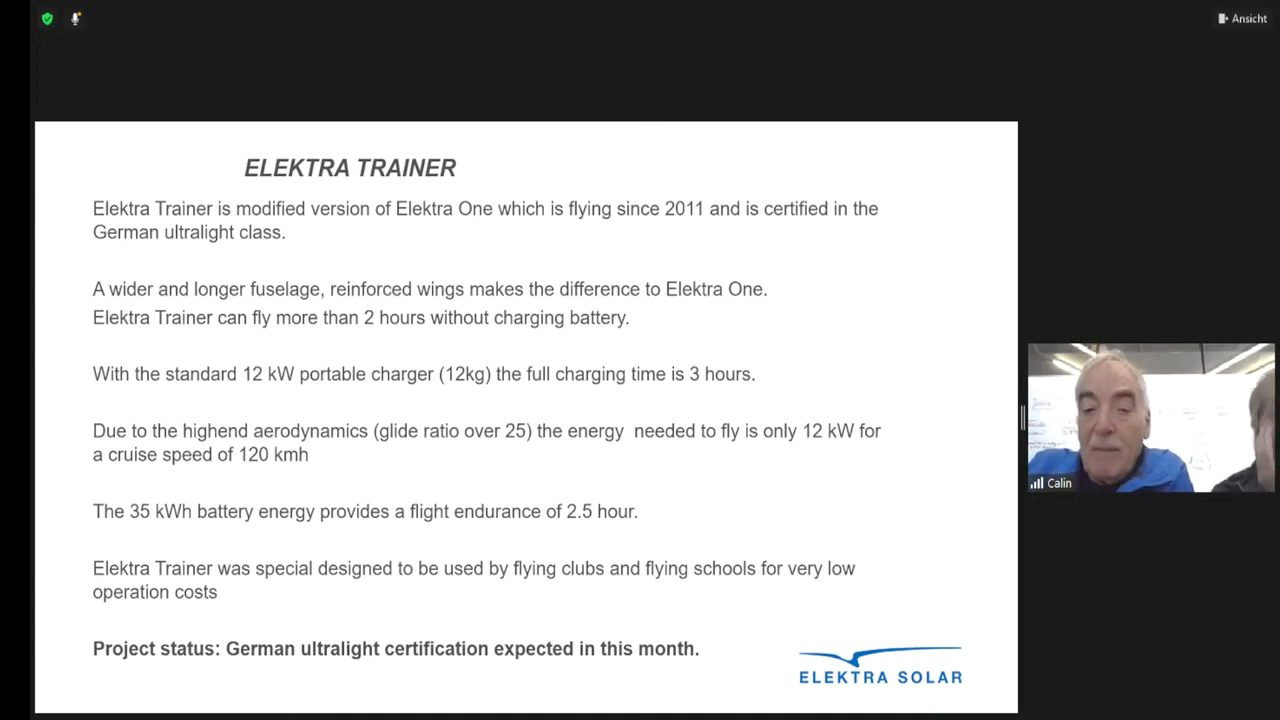 Ansicht
ELEKTRA TRAINER
Elektra Trainer is modified version of Elektra One which is flying since 2011 and is certified in the
German ultralight class.
A wider and longer fuselage, reinforced wings makes the difference to Elektra One.
Elektra Trainer can fly more than 2 hours without charging battery.
With the standard 12 kW portable charger (12kg) the full charging time is 3 hours.
Due to the highend aerodynamics (glide ratio over 25) the energy  needed to fly is only 12 kW for
a cruise speed of 120 kmh
The 35 kWh battery energy provides a flight endurance of 2.5 hour.
Elektra Trainer was special designed to be used by flying clubs and flying schools for very low
operation costs
Project status: German ultralight certification expected in this month.
ELEKTRA SOLAR
Calin